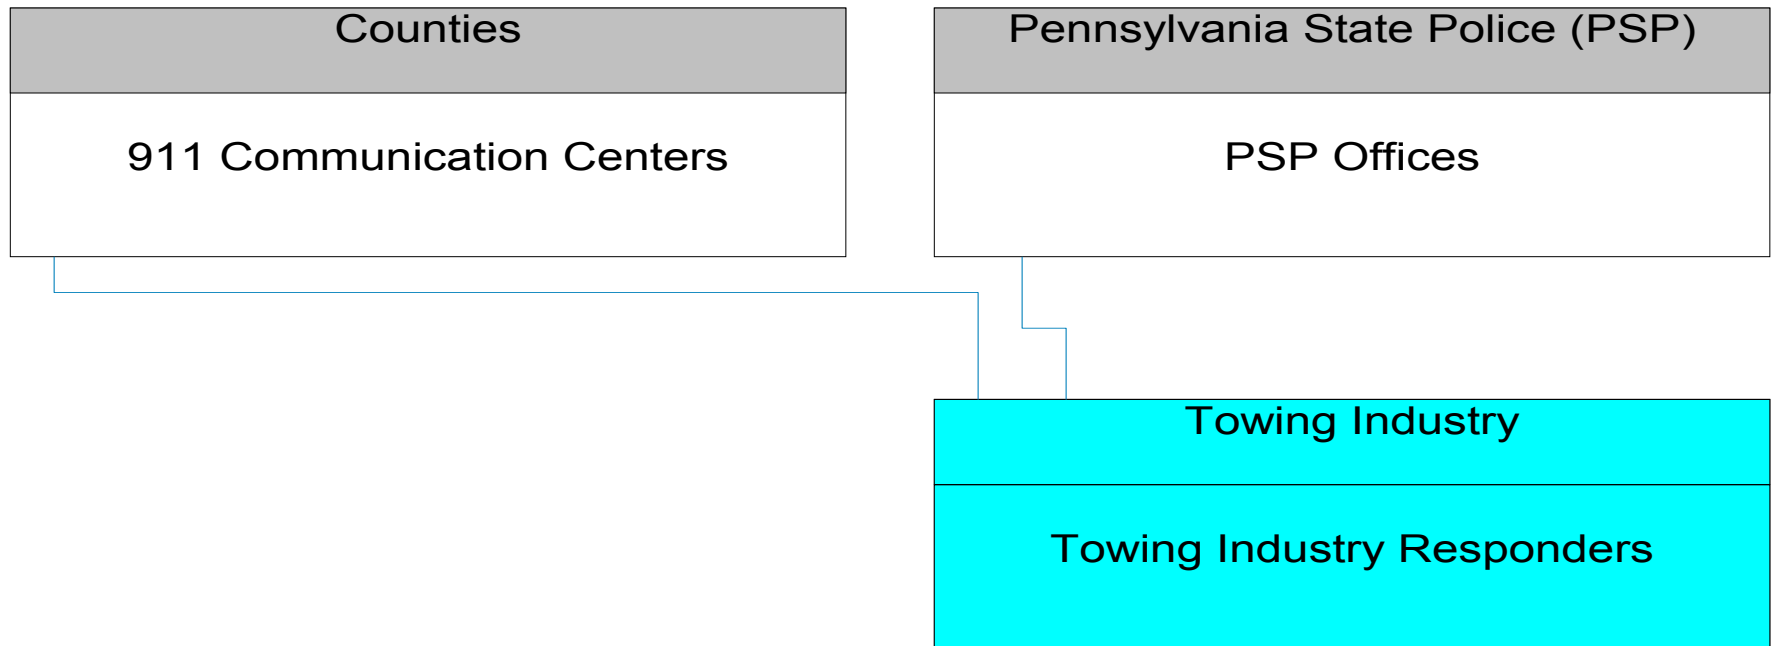 Counties
911 Communication Centers
Pennsylvania State Police (PSP)
PSP Offices
Towing Industry
Towing Industry Responders